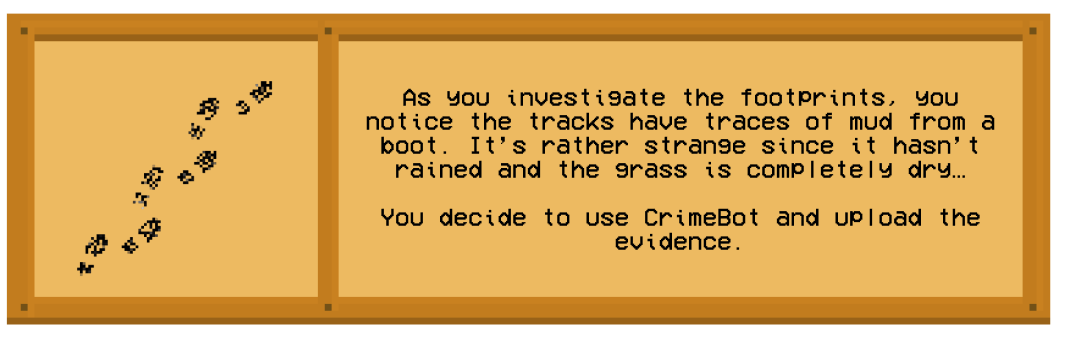 As you investigate the footprints, you
notice the tracks have traces of mud from a
boot. It's rather strange since it hasn't
rained and the grass is completely dry…
You decide to use CrimeBot and upload the
evidence.